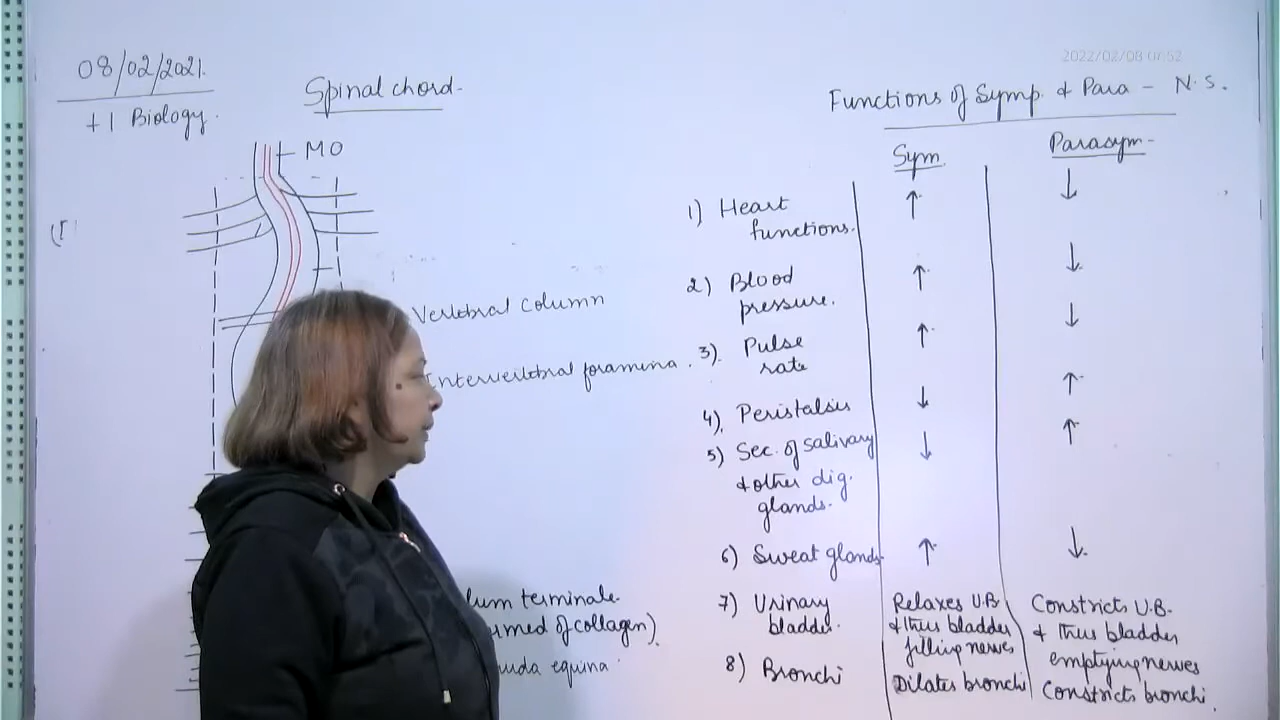 2022/02/08 07:52
08/02/2021.
+1 Biology.
Spinal chord.
MO
Vertebral column
Intervertebral foramina.
lum terminale
rmed of collagen).
uda equina
Functions of Symp. & Para - N.S.
Sym Parasym-
1) Heart functions. ↑ ↓
2) Blood pressure. ↑ ↓
3). Pulse rate ↑ ↓
4). Peristalsis ↓ ↑
5) Sec. of salivary & other dig. glands. ↓ ↑
6) Sweat glands ↑ ↓
7) Urinary bladder. Relaxes U.B. & thus bladder filling nerves Constricts U.B. & thus bladder emptying nerves
8) Bronchi Dilates bronchi Constricts bronchi.